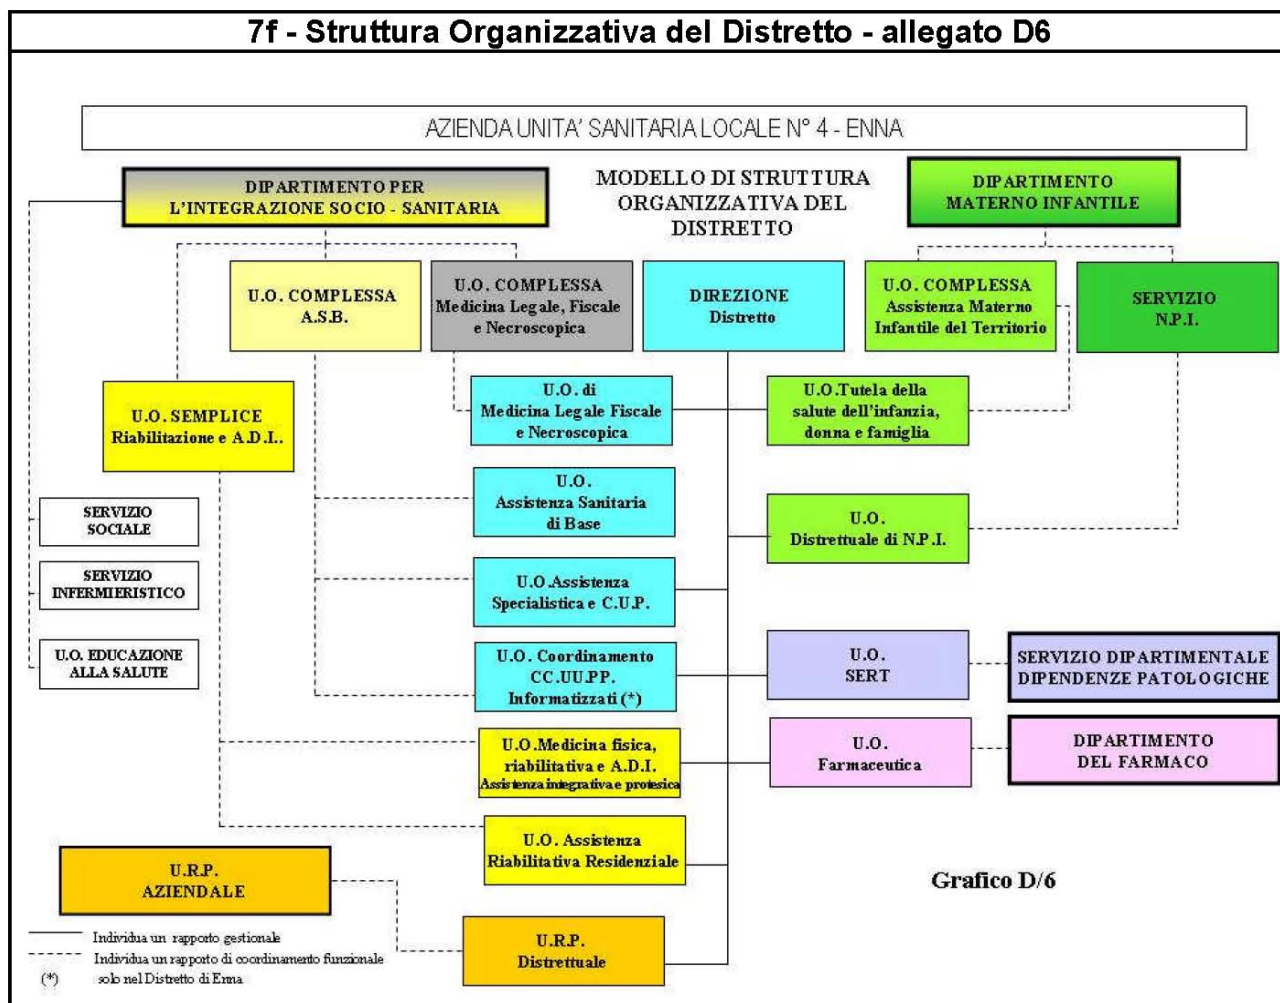 7f - Struttura Organizzativa del Distretto - allegato D6
AZIENDA UNITA' SANITARIA LOCALE N° 4 - ENNA
DIPARTIMENTO PER
L'INTEGRAZIONE SOCIO - SANITARIA
MODELLO DI STRUTTURA
ORGANIZZATIVA DEL
DISTRETTO
DIPARTIMENTO
MATERNO INFANTILE
U.O. COMPLESSA
A.S.B.
U.O. COMPLESSA
Medicina Legale, Fiscale
e Necroscopica
DIREZIONE
Distretto
U.O. COMPLESSA
Assistenza Materno
Infantile del Territorio
SERVIZIO
N.P.I.
U.O. SEMPLICE
Riabilitazione e A.D.I..
U.O. di
Medicina Legale Fiscale
e Necroscopica
U.O.Tutela della
salute dell'infanzia,
donna e famiglia
SERVIZIO
SOCIALE
U.O.
Assistenza Sanitaria
di Base
U.O.
Distrettuale di N.P.I.
SERVIZIO
INFERMIERISTICO
U.O.Assistenza
Specialistica e C.U.P.
U.O. EDUCAZIONE
ALLA SALUTE
U.O. Coordinamento
CC.UU.PP.
Informatizzati (*)
U.O.
SERT
SERVIZIO DIPARTIMENTALE
DIPENDENZE PATOLOGICHE
U.O.Medicina fisica,
riabilitativa e A.D.I.
Assistenza integrativa e protesica
U.O.
Farmaceutica
DIPARTIMENTO
DEL FARMACO
U.O. Assistenza
Riabilitativa Residenziale
Grafico D/6
U.R.P.
AZIENDALE
U.R.P.
Distrettuale
Individua un rapporto gestionale
Individua un rapporto di coordinamento funzionale
(*) solo nel Distretto di Enna